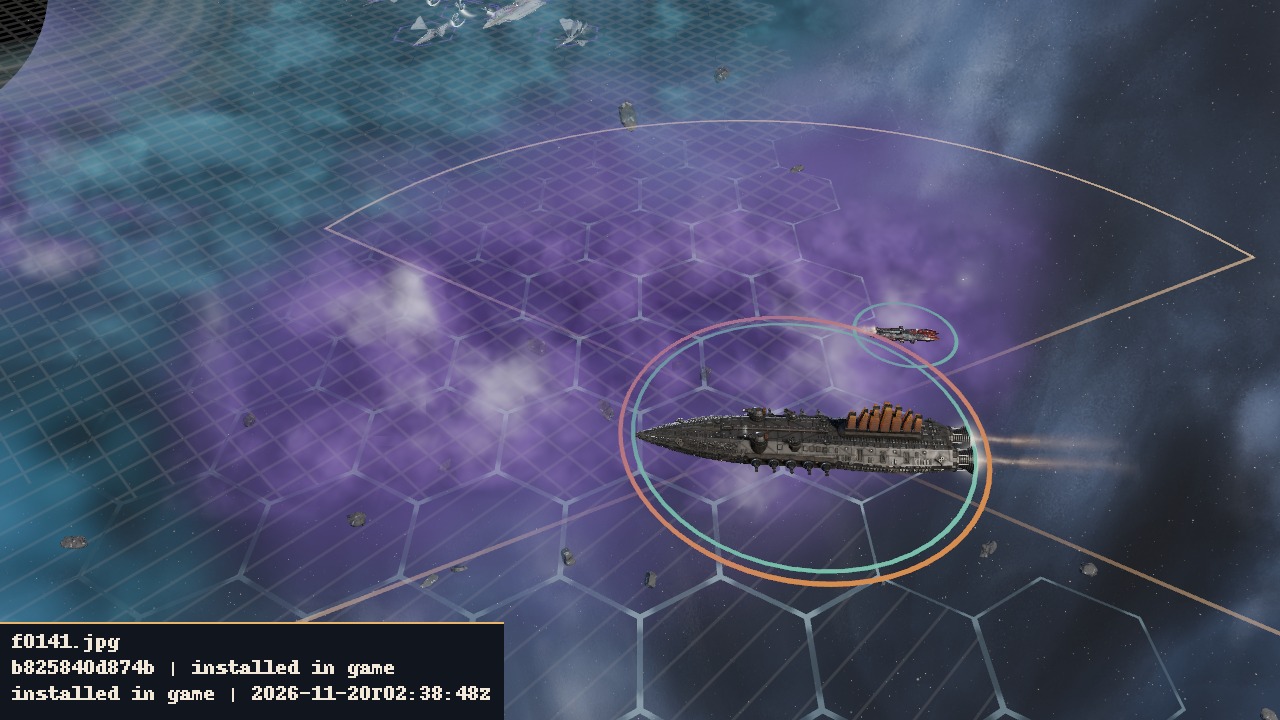 f0141.jpg
b825840d874b | installed in game
installed in game | 2026-11-20T02:38:48Z